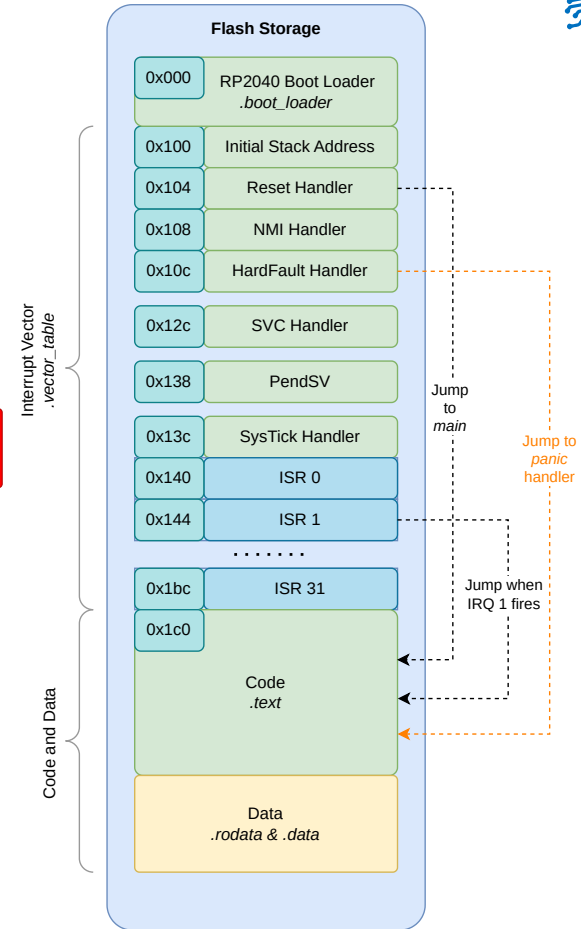 Flash Storage
0x000
RP2040 Boot Loader
.boot_loader
0x100
Initial Stack Address
0x104
Reset Handler
0x108
NMI Handler
0x10c
HardFault Handler
0x12c
SVC Handler
0x138
PendSV
0x13c
SysTick Handler
0x140
ISR 0
0x144
ISR 1
.......
0x1bc
ISR 31
0x1c0
Code
.text
Data
.rodata & .data
Interrupt Vector
.vector_table
Code and Data
Jump
to
main
Jump to
panic
handler
Jump when
IRQ 1 fires